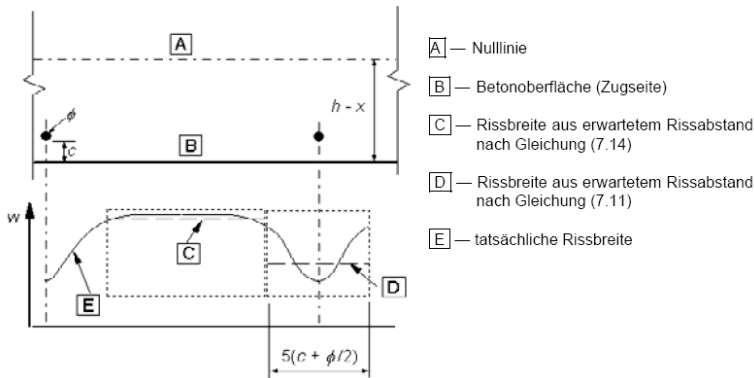 A
ϕ
h - x
B
c
w
C
D
E
5(c + ϕ/2)
A — Nulllinie
B — Betonoberfläche (Zugseite)
C — Rissbreite aus erwartetem Rissabstand
nach Gleichung (7.14)
D — Rissbreite aus erwartetem Rissabstand
nach Gleichung (7.11)
E — tatsächliche Rissbreite